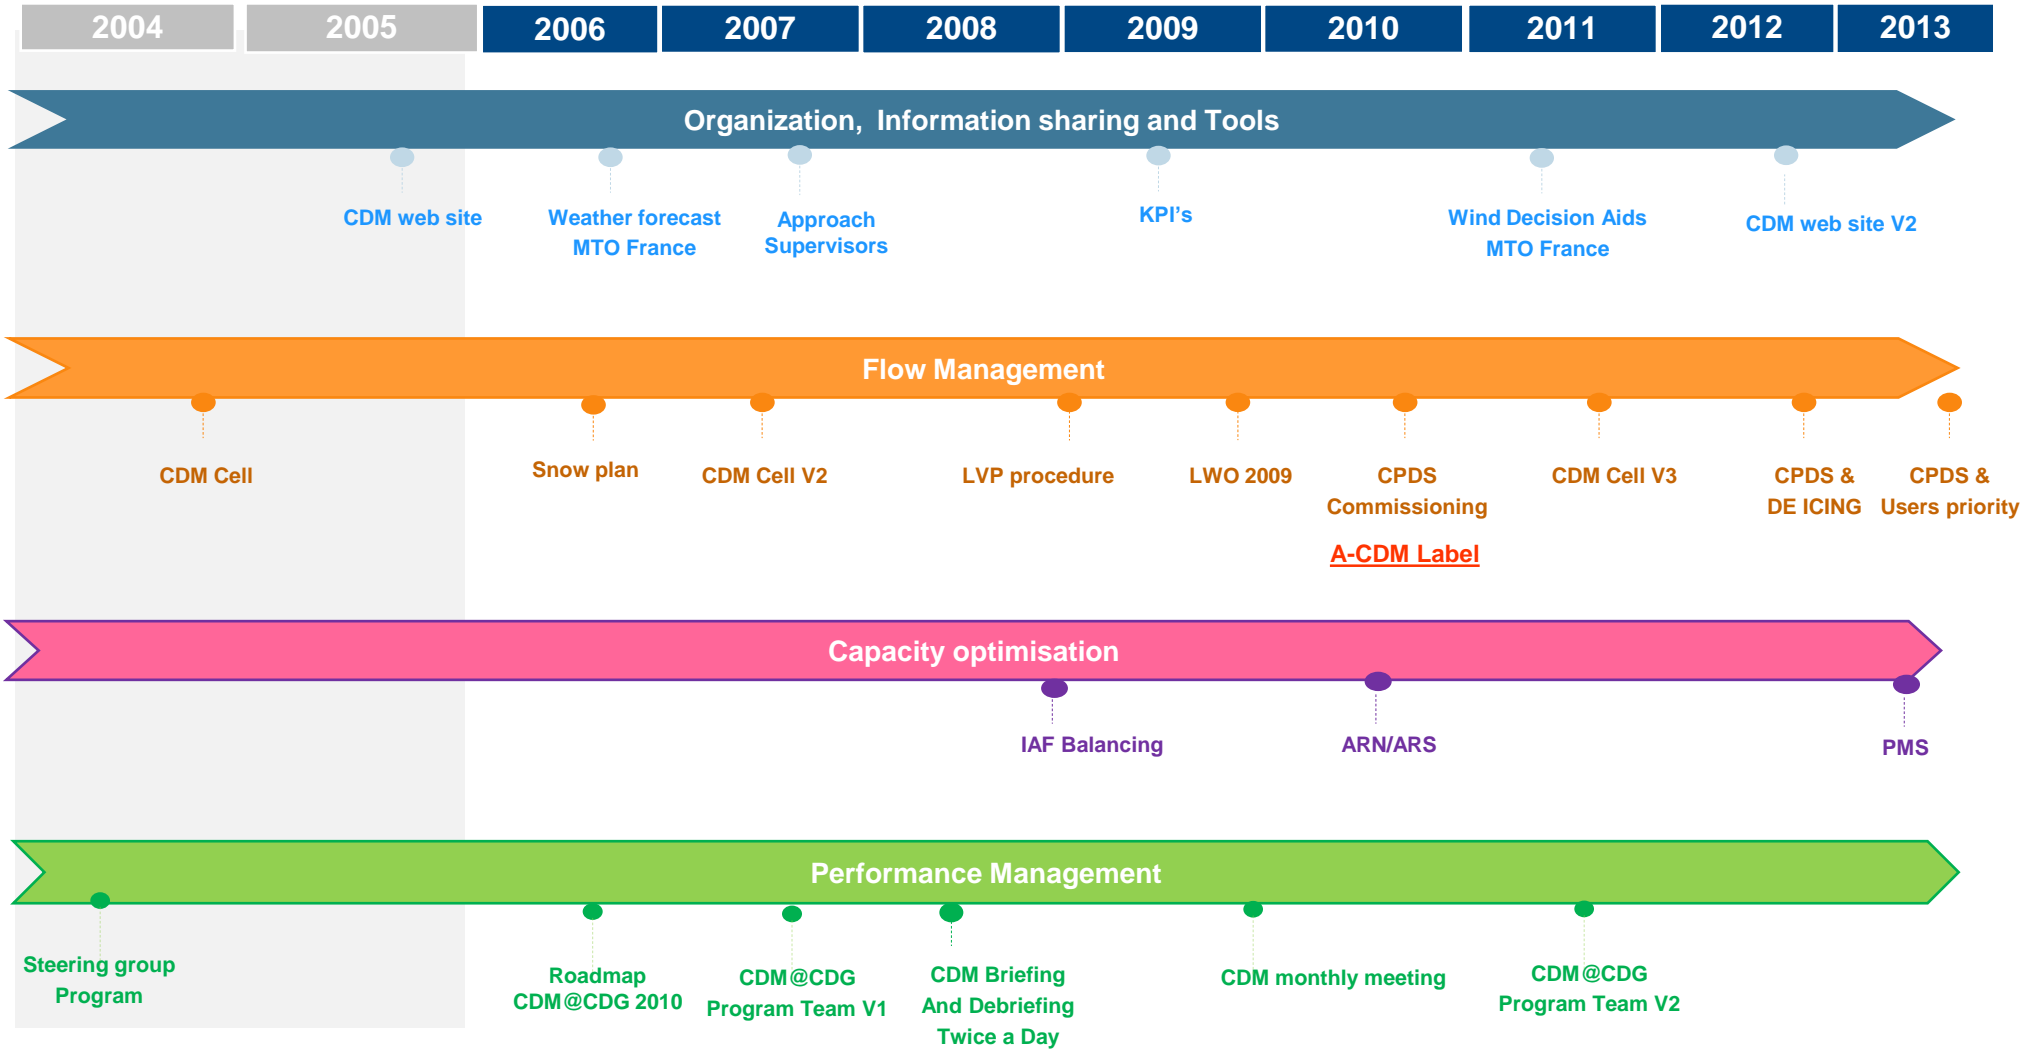 2004
2005
2006
2007
2008
2009
2010
2011
2012
2013
Organization, Information sharing and Tools
CDM web site
Weather forecast
MTO France
Approach
Supervisors
KPI's
Wind Decision Aids
MTO France
CDM web site V2
Flow Management
CDM Cell
Snow plan
CDM Cell V2
LVP procedure
LWO 2009
CPDS
Commissioning
A-CDM Label
CDM Cell V3
CPDS &
DE ICING
CPDS &
Users priority
Capacity optimisation
IAF Balancing
ARN/ARS
PMS
Performance Management
Steering group
Program
Roadmap
CDM@CDG 2010
CDM@CDG
Program Team V1
CDM Briefing
And Debriefing
Twice a Day
CDM monthly meeting
CDM@CDG
Program Team V2